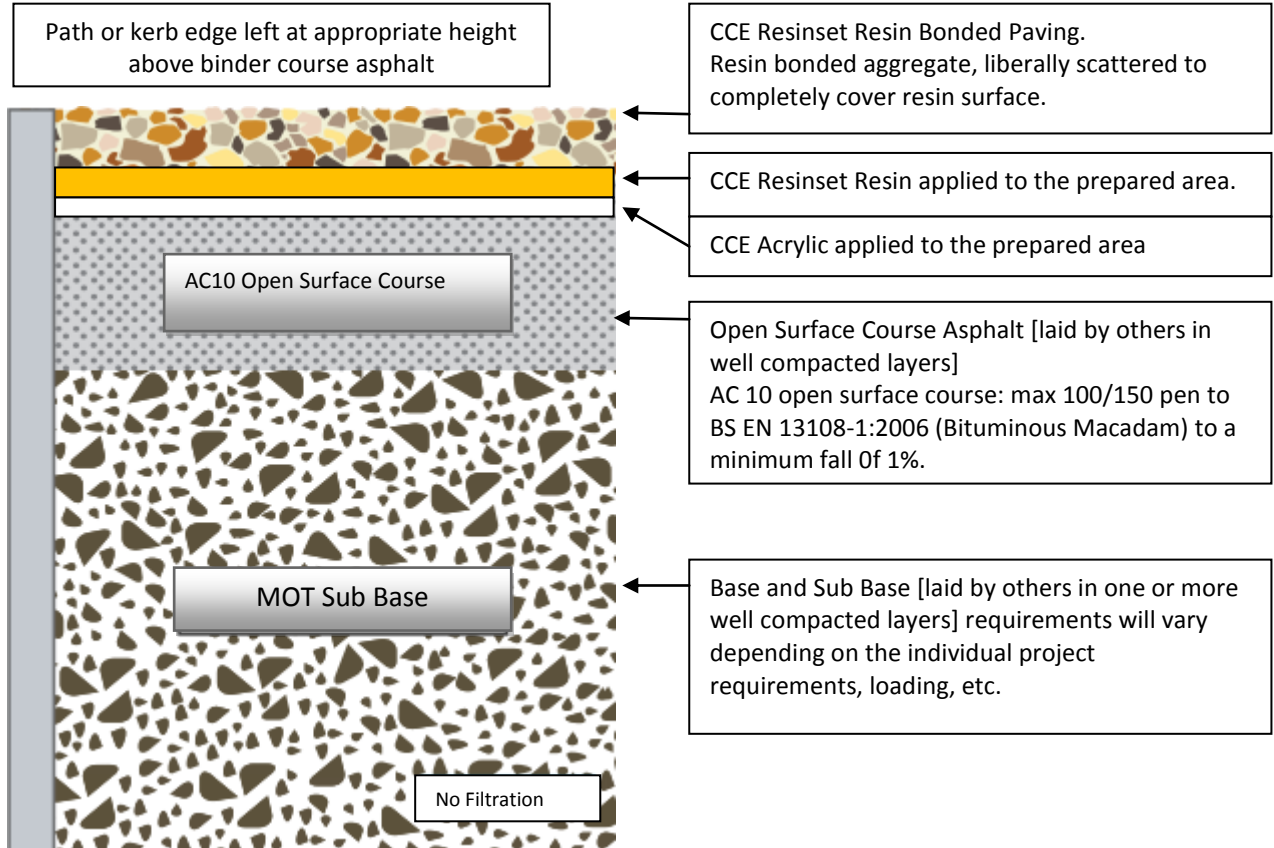 Path or kerb edge left at appropriate height
above binder course asphalt
CCE Resinset Resin Bonded Paving.
Resin bonded aggregate, liberally scattered to
completely cover resin surface.
CCE Resinset Resin applied to the prepared area.
CCE Acrylic applied to the prepared area
AC10 Open Surface Course
Open Surface Course Asphalt [laid by others in
well compacted layers]
AC 10 open surface course: max 100/150 pen to
BS EN 13108-1:2006 (Bituminous Macadam) to a
minimum fall 0f 1%.
MOT Sub Base
Base and Sub Base [laid by others in one or more
well compacted layers] requirements will vary
depending on the individual project
requirements, loading, etc.
No Filtration